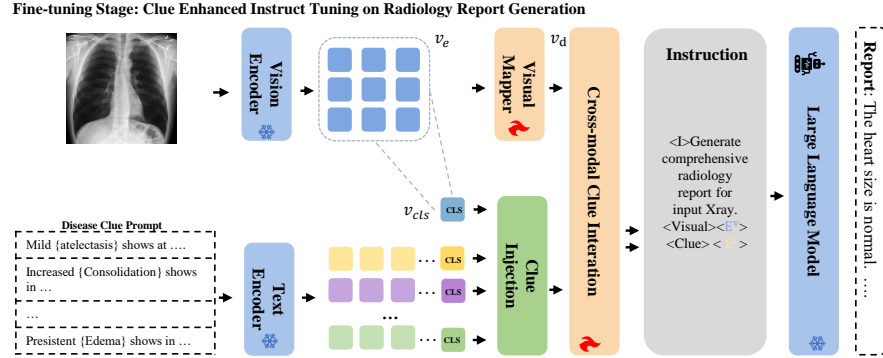 Fine-tuning Stage: Clue Enhanced Instruct Tuning on Radiology Report Generation
Vision
Encoder
v_e
Visual
Mapper
v_d
Cross-modal Clue Interation
Instruction
<I>Generate
comprehensive
radiology
report for
input Xray.
<Visual><E^v>
<Clue><
>
Large Language Model
Report: The heart size is
normal. ....
v_cls
CLS
Clue
Injection
Disease Clue Prompt
Mild {atelectasis} shows at ….
Increased {Consolidation} shows
in …
…
Presistent {Edema} shows in …
Text
Encoder
... CLS
... CLS
...
... CLS